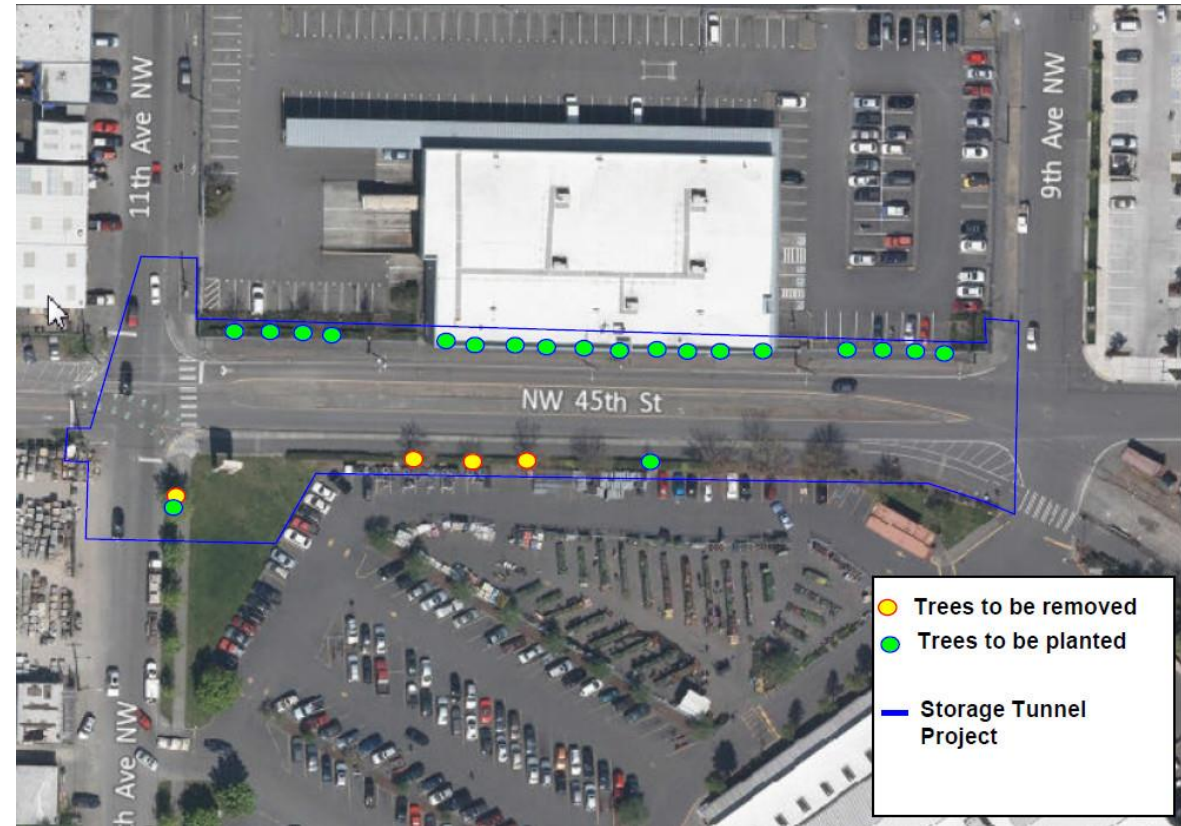 11th Ave NW
9th Ave NW
NW 45th St
th Ave NW
Trees to be removed
Trees to be planted
Storage Tunnel
Project